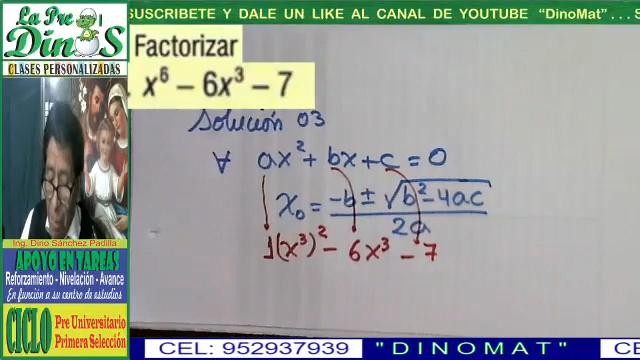 SUSCRIBETE Y DALE UN LIKE AL CANAL DE YOUTUBE "DinoMat"... S
La Pre
DinoS
CLASES PERSONALIZADAS
Factorizar
x⁶ − 6x³ − 7
Solución 03
∀ ax² + bx + c = 0
x₀ = −b ± √b² − 4ac / 2a
1(x³)² − 6x³ − 7
Ing. Dino Sánchez Padilla
APOYO EN TAREAS
Reforzamiento - Nivelación - Avance
En función a su centro de estudios
CICLO Pre Universitario
Primera Selección
CEL: 952937939 "DINOMAT"